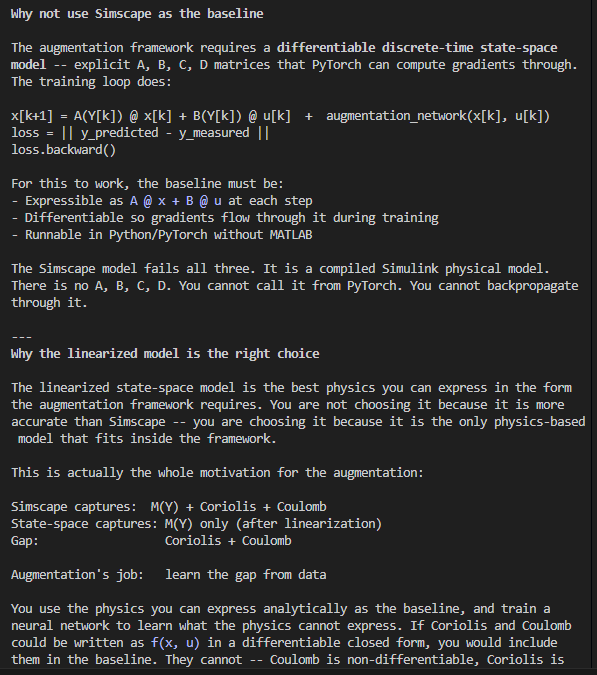 Why not use Simscape as the baseline
The augmentation framework requires a differentiable discrete-time state-space
model -- explicit A, B, C, D matrices that PyTorch can compute gradients through.
The training loop does:
x[k+1] = A(Y[k]) @ x[k] + B(Y[k]) @ u[k]  +  augmentation_network(x[k], u[k])
loss = || y_predicted - y_measured ||
loss.backward()
For this to work, the baseline must be:
- Expressible as A @ x + B @ u at each step
- Differentiable so gradients flow through it during training
- Runnable in Python/PyTorch without MATLAB
The Simscape model fails all three. It is a compiled Simulink physical model.
There is no A, B, C, D. You cannot call it from PyTorch. You cannot backpropagate
through it.
---
Why the linearized model is the right choice
The linearized state-space model is the best physics you can express in the form
the augmentation framework requires. You are not choosing it because it is more
accurate than Simscape -- you are choosing it because it is the only physics-based
model that fits inside the framework.
This is actually the whole motivation for the augmentation:
Simscape captures:  M(Y) + Coriolis + Coulomb
State-space captures: M(Y) only (after linearization)
Gap:                  Coriolis + Coulomb
Augmentation's job:   learn the gap from data
You use the physics you can express analytically as the baseline, and train a
neural network to learn what the physics cannot express. If Coriolis and Coulomb
could be written as f(x, u) in a differentiable closed form, you would include
them in the baseline. They cannot -- Coulomb is non-differentiable, Coriolis is